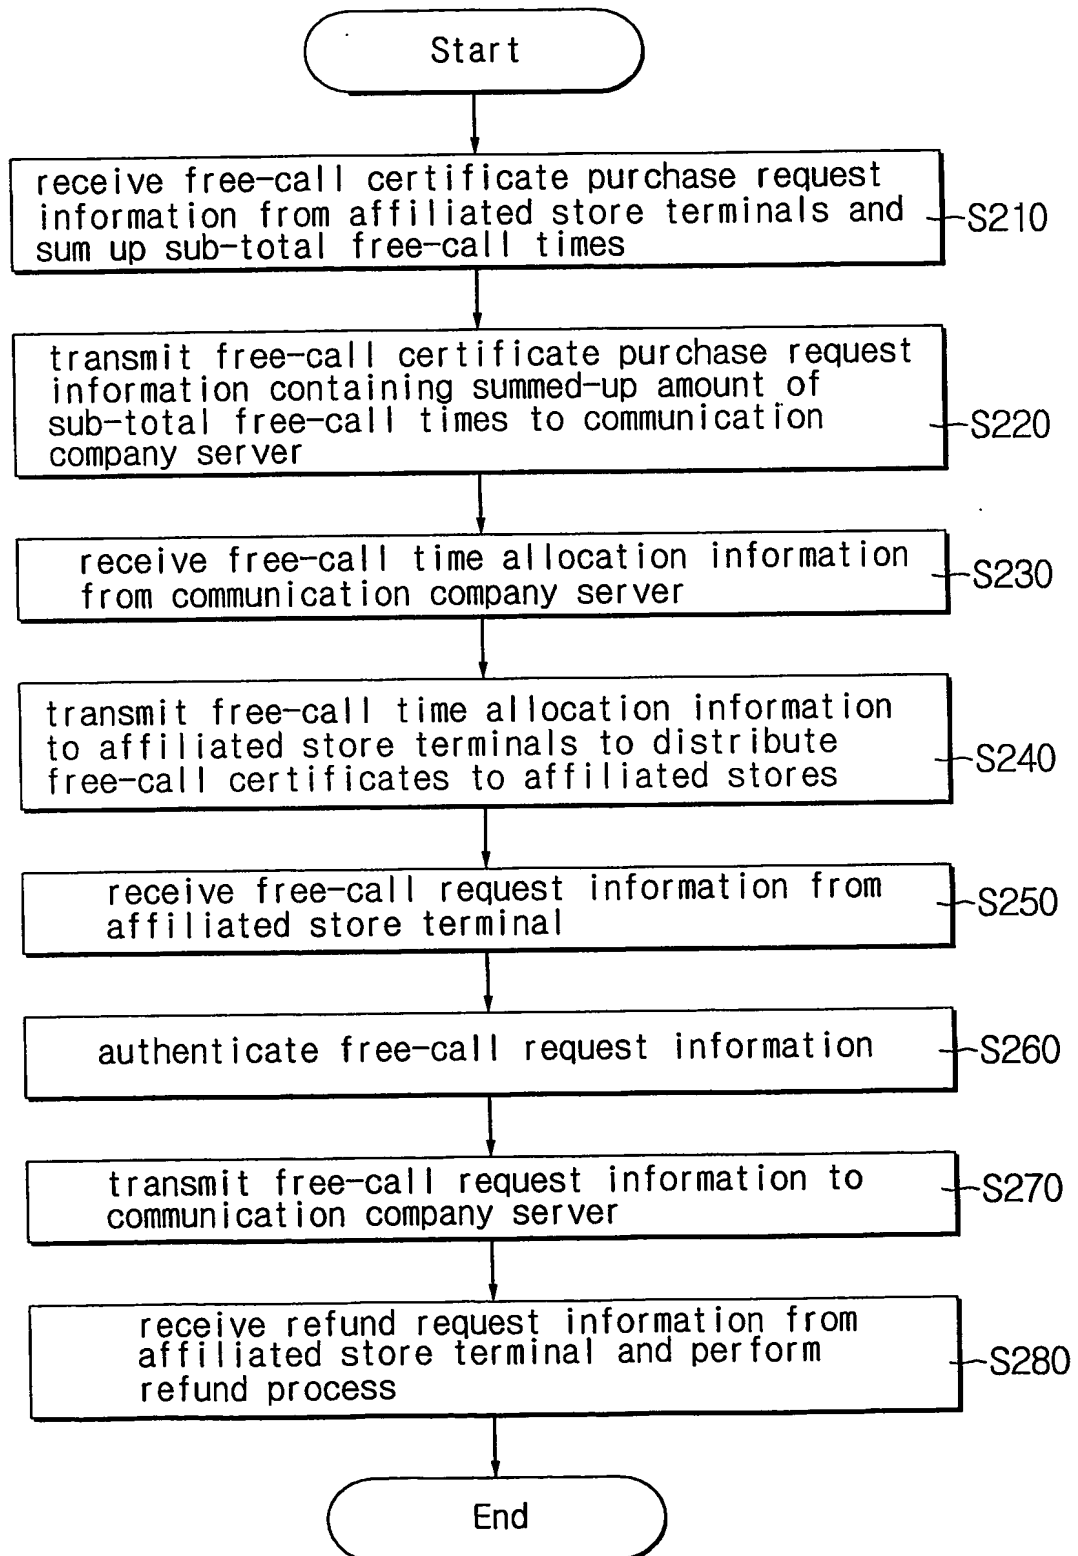 Start
receive free-call certificate purchase request
information from affiliated store terminals and
sum up sub-total free-call times
S210
transmit free-call certificate purchase request
information containing summed-up amount of
sub-total free-call times to communication
company server
S220
receive free-call time allocation information
from communication company server
S230
transmit free-call time allocation information
to affiliated store terminals to distribute
free-call certificates to affiliated stores
S240
receive free-call request information from
affiliated store terminal
S250
authenticate free-call request information
S260
transmit free-call request information to
communication company server
S270
receive refund request information from
affiliated store terminal and perform
refund process
S280
End